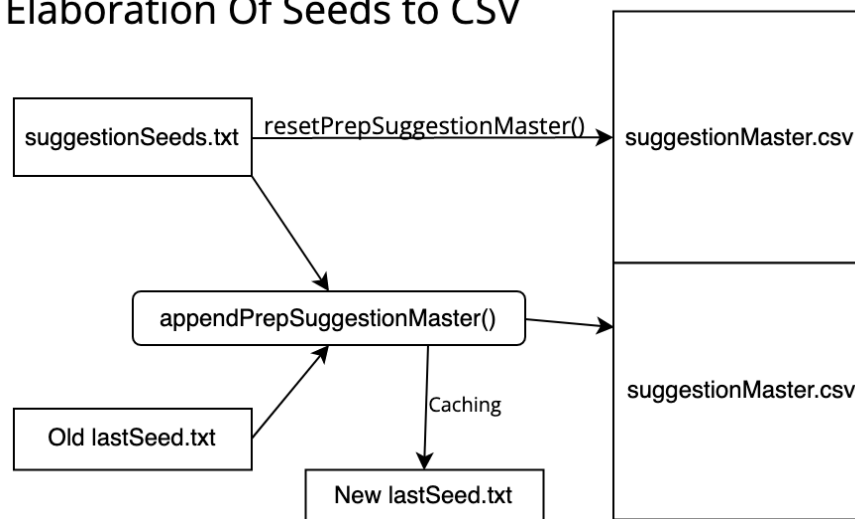 Elaboration Of Seeds to CSV
suggestionSeeds.txt
resetPrepSuggestionMaster()
suggestionMaster.csv
appendPrepSuggestionMaster()
suggestionMaster.csv
Caching
Old lastSeed.txt
New lastSeed.txt